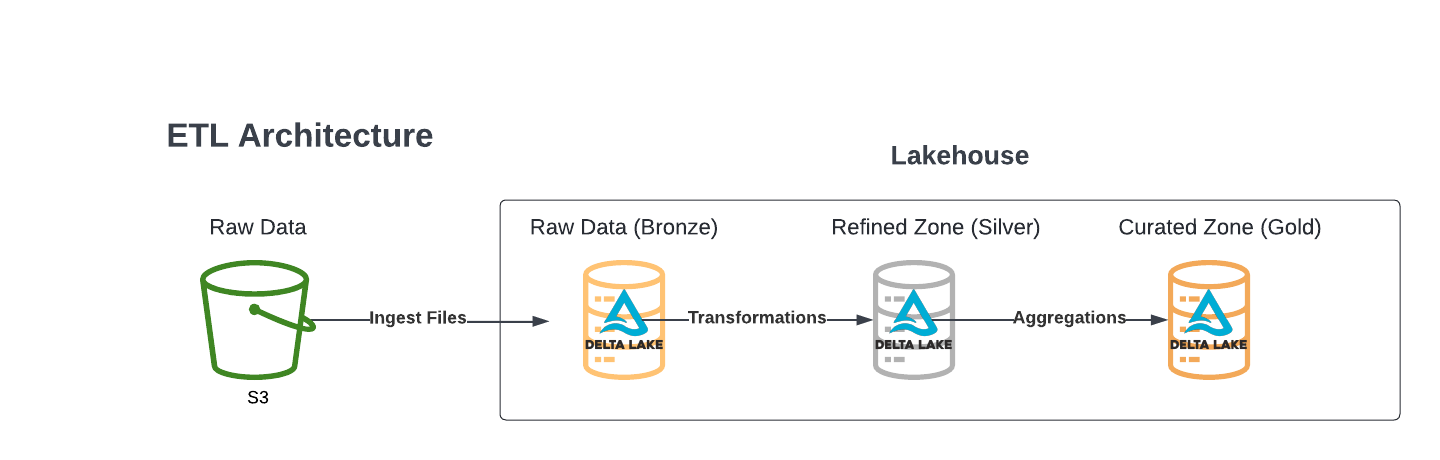 ETL Architecture
Lakehouse
Raw Data
Raw Data (Bronze)
Refined Zone (Silver)
Curated Zone (Gold)
Ingest Files
Transformations
Aggregations
DELTA LAKE
DELTA LAKE
DELTA LAKE
S3